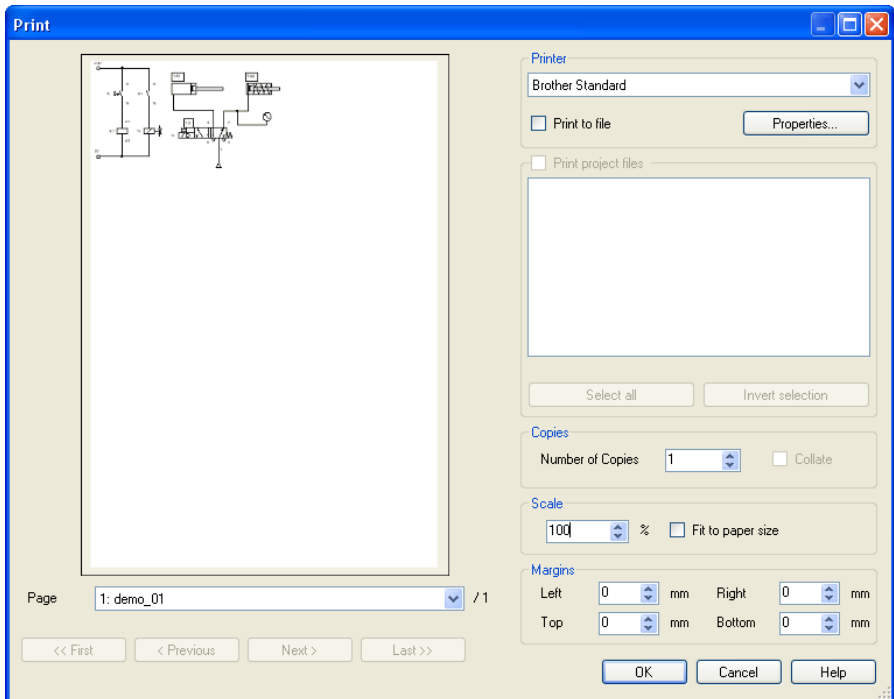 Print
Printer
Brother Standard
Print to file
Properties...
Print project files
Select all
Invert selection
Copies
Number of Copies 1 Collate
Scale
100 % Fit to paper size
Margins
Left 0 mm Right 0 mm
Top 0 mm Bottom 0 mm
Page 1: demo_01 / 1
<< First < Previous Next > Last >>
OK Cancel Help